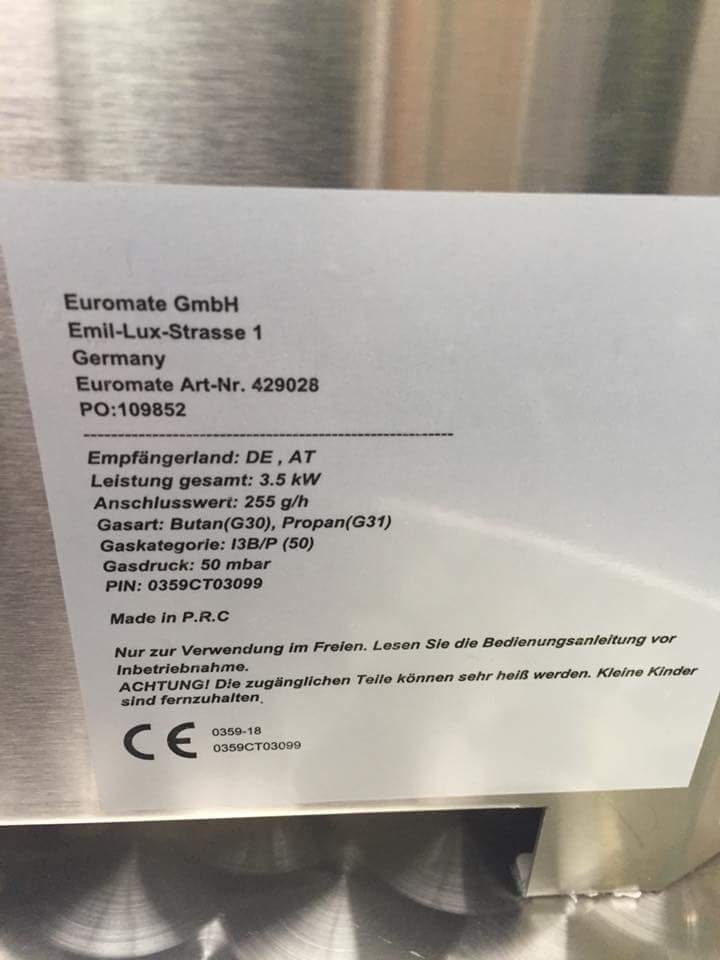 Euromate GmbH
Emil-Lux-Strasse 1
Germany
Euromate Art-Nr. 429028
PO:109852
--------------------------------------------------------
Empfängerland: DE , AT
Leistung gesamt: 3.5 kW
Anschlusswert: 255 g/h
Gasart: Butan(G30), Propan(G31)
Gaskategorie: I3B/P (50)
Gasdruck: 50 mbar
PIN: 0359CT03099
Made in P.R.C
Nur zur Verwendung im Freien. Lesen Sie die Bedienungsanleitung vor
Inbetriebnahme.
ACHTUNG! Die zugänglichen Teile können sehr heiß werden. Kleine Kinder
sind fernzuhalten.
CE 0359-18
0359CT03099